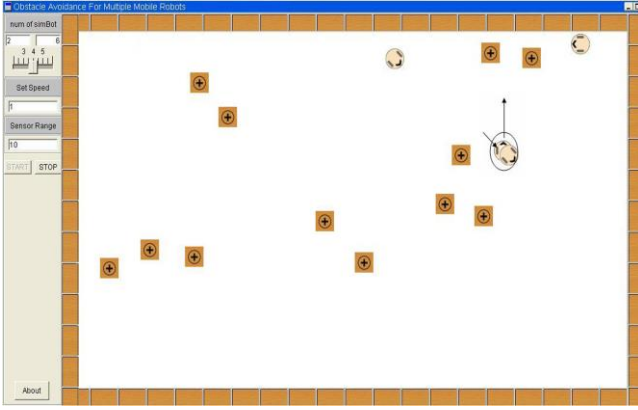 Obstacle Avoidance For Multiple Mobile Robots
num of simBot
2 6
3 4 5
Set Speed
1
Sensor Range
10
START STOP
About